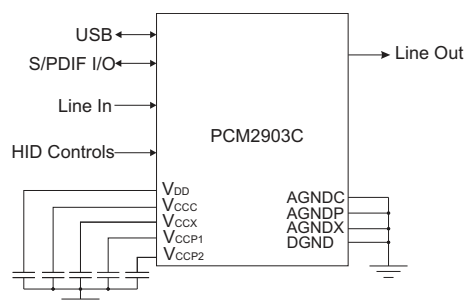 USB
S/PDIF I/O
Line In
HID Controls
PCM2903C
Line Out
VDD
VCCC
VCCX
VCCP1
VCCP2
AGNDC
AGNDP
AGNDX
DGND